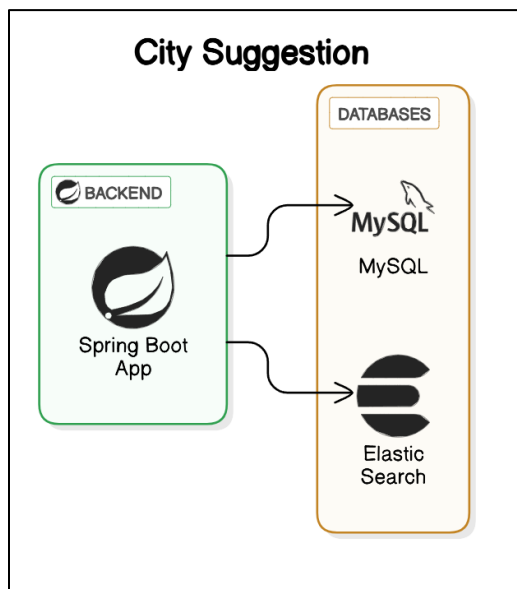 City Suggestion
DATABASES
BACKEND
MySQL
MySQL
Spring Boot
App
Elastic
Search